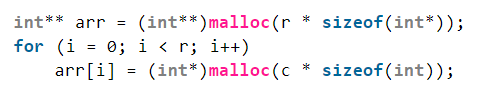 int** arr = (int**)malloc(r * sizeof(int*));
for (i = 0; i < r; i++)
    arr[i] = (int*)malloc(c * sizeof(int));